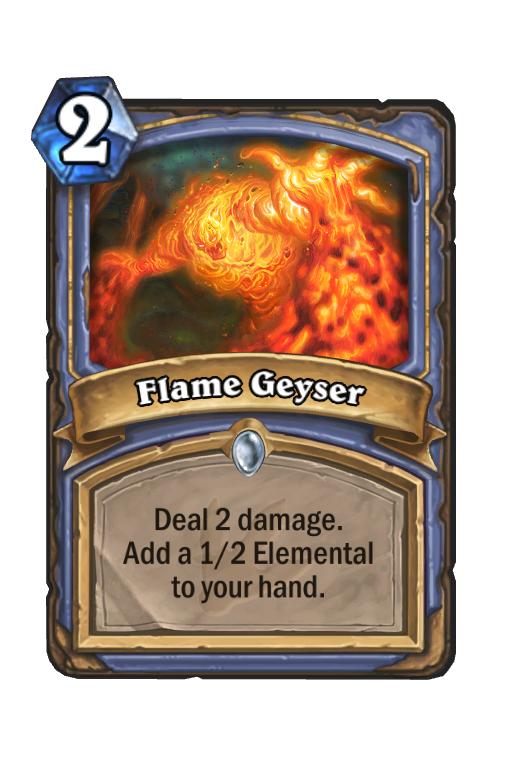 2
Flame Geyser
Deal 2 damage.
Add a 1/2 Elemental
to your hand.